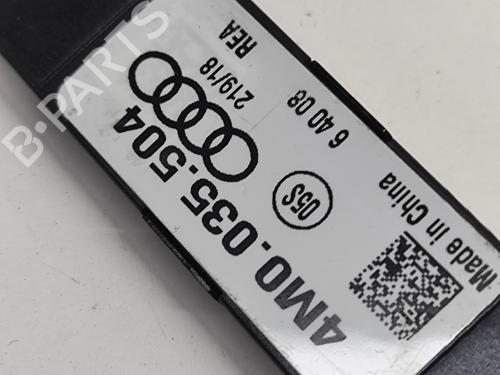 4M0.035.504
219/18 REA
05S
6 40 08
Made in China
B-PARTS